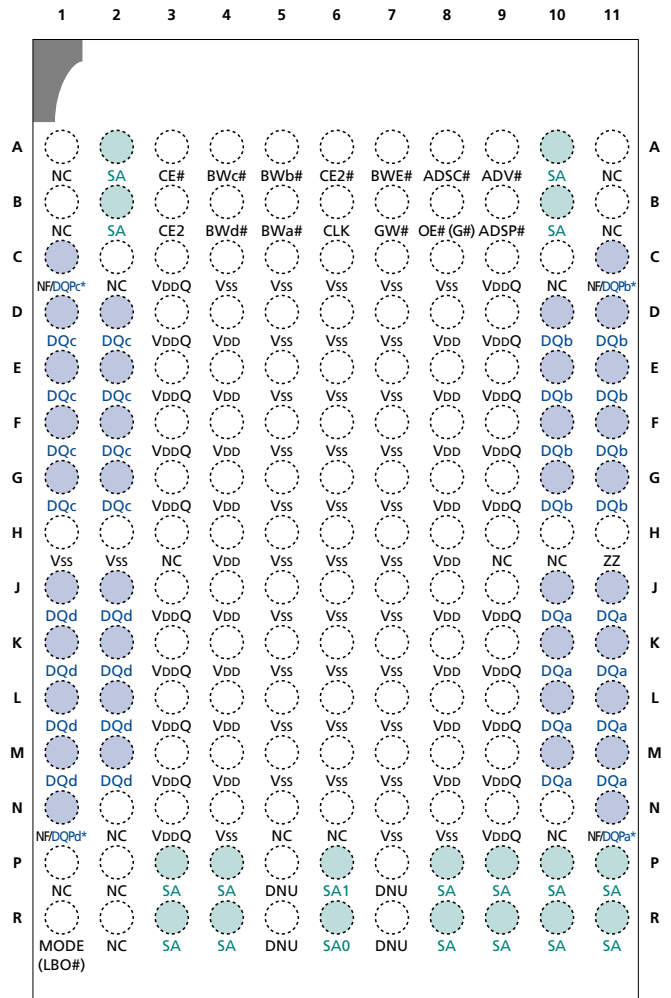 1 2 3 4 5 6 7 8 9 10 11
A A
NC SA CE# BWc# BWb# CE2# BWE# ADSC# ADV# SA NC
B B
NC SA CE2 BWd# BWa# CLK GW# OE# (G#) ADSP# SA NC
C C
NF/DQPc* NC VDDQ VSS VSS VSS VSS VSS VDDQ NC NF/DQPb*
D D
DQc DQc VDDQ VDD VSS VSS VSS VDD VDDQ DQb DQb
E E
DQc DQc VDDQ VDD VSS VSS VSS VDD VDDQ DQb DQb
F F
DQc DQc VDDQ VDD VSS VSS VSS VDD VDDQ DQb DQb
G G
DQc DQc VDDQ VDD VSS VSS VSS VDD VDDQ DQb DQb
H H
VSS VSS NC VDD VSS VSS VSS VDD NC NC ZZ
J J
DQd DQd VDDQ VDD VSS VSS VSS VDD VDDQ DQa DQa
K K
DQd DQd VDDQ VDD VSS VSS VSS VDD VDDQ DQa DQa
L L
DQd DQd VDDQ VDD VSS VSS VSS VDD VDDQ DQa DQa
M M
DQd DQd VDDQ VDD VSS VSS VSS VDD VDDQ DQa DQa
N N
NF/DQPd* NC VDDQ VSS NC NC VSS VSS VDDQ NC NF/DQPa*
P P
NC NC SA SA DNU SA1 DNU SA SA SA SA
R R
MODE NC SA SA DNU SA0 DNU SA SA SA SA
(LBO#)